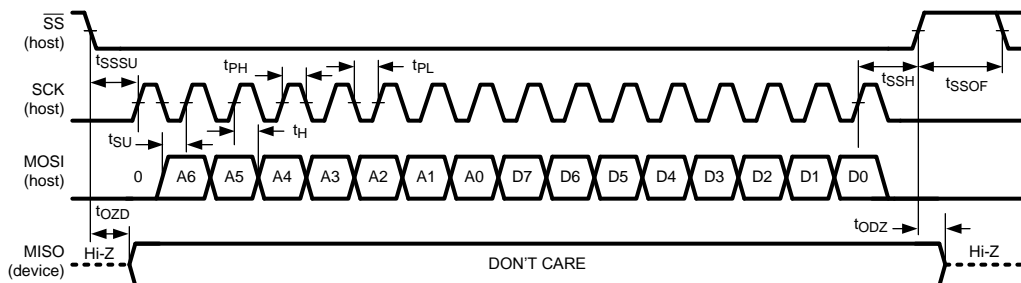 SS
(host)
tSSSU
tPH
tPL
tSSH
tSSOF
SCK
(host)
tSU
tH
MOSI
(host)
0 A6 A5 A4 A3 A2 A1 A0 D7 D6 D5 D4 D3 D2 D1 D0
tOZD
tODZ
MISO
(device)
Hi-Z DON'T CARE Hi-Z